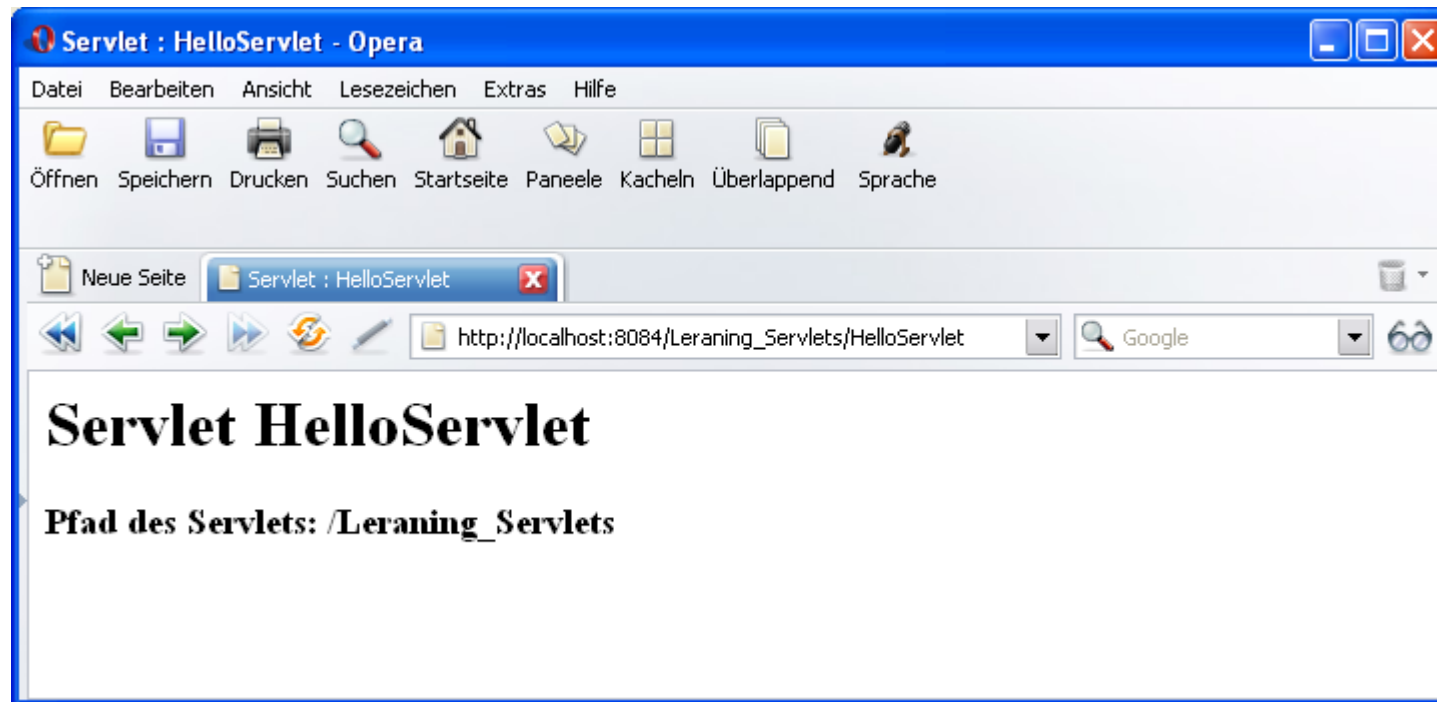 Servlet : HelloServlet - Opera
Datei Bearbeiten Ansicht Lesezeichen Extras Hilfe
Öffnen Speichern Drucken Suchen Startseite Paneele Kacheln Überlappend Sprache
Neue Seite Servlet : HelloServlet
http://localhost:8084/Leraning_Servlets/HelloServlet Google
Servlet HelloServlet
Pfad des Servlets: /Leraning_Servlets